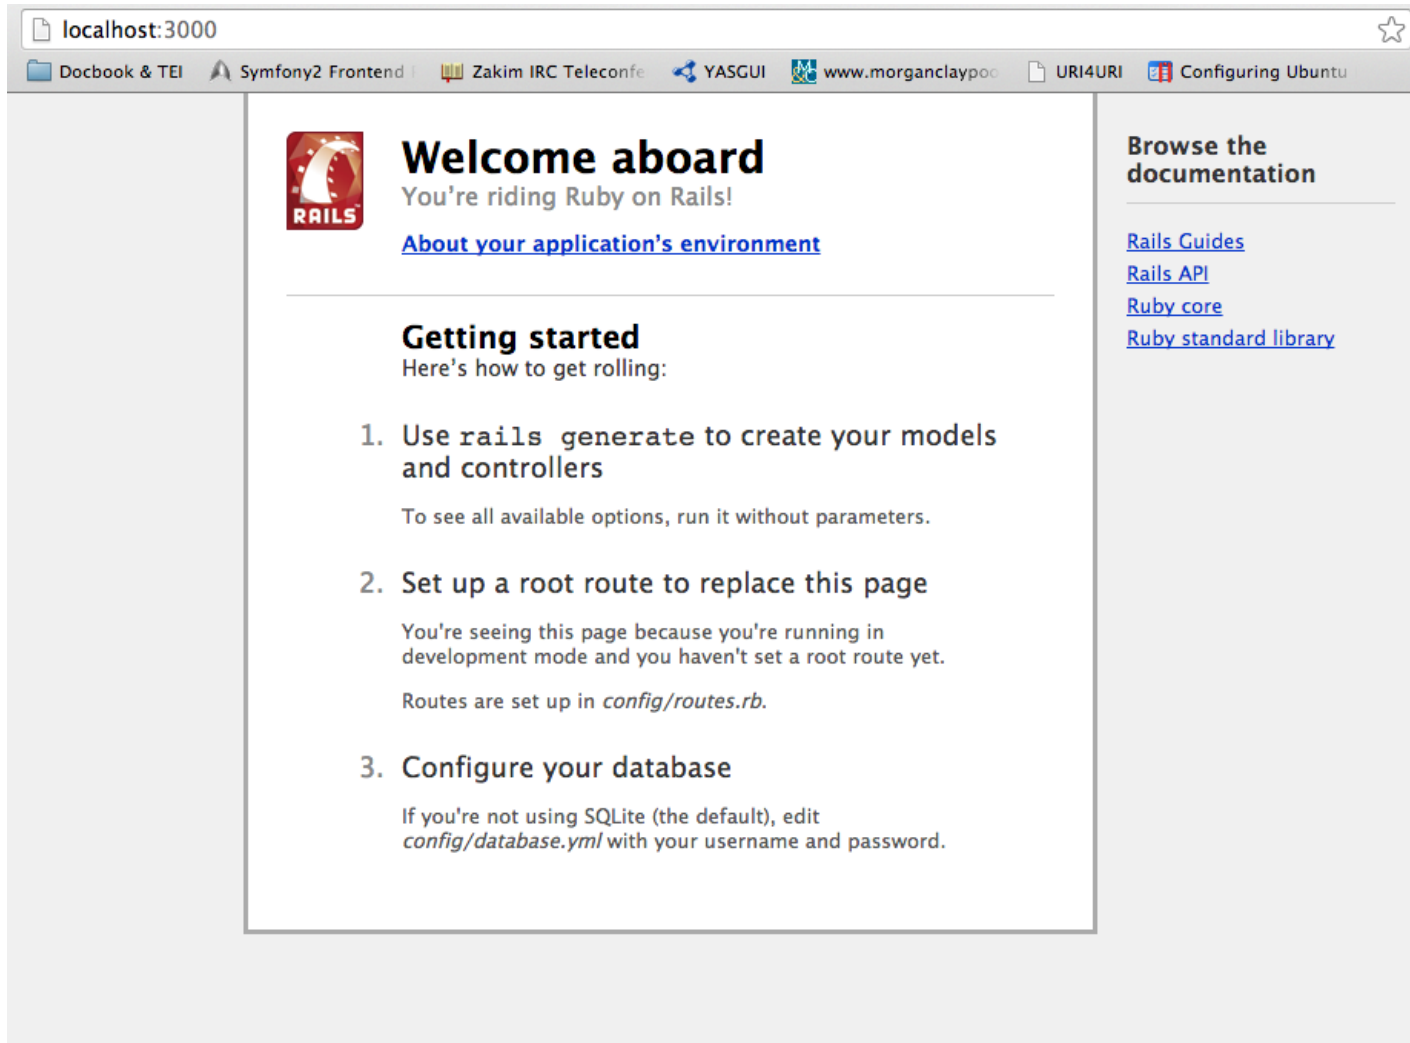 localhost:3000
Docbook & TEI Symfony2 Frontend Zakim IRC Teleconfe YASGUI www.morganclaypoo URI4URI Configuring Ubuntu
RAILS
Welcome aboard
You're riding Ruby on Rails!
About your application's environment
Getting started
Here's how to get rolling:
1. Use rails generate to create your models
and controllers
To see all available options, run it without parameters.
2. Set up a root route to replace this page
You're seeing this page because you're running in
development mode and you haven't set a root route yet.
Routes are set up in config/routes.rb.
3. Configure your database
If you're not using SQLite (the default), edit
config/database.yml with your username and password.
Browse the
documentation
Rails Guides
Rails API
Ruby core
Ruby standard library